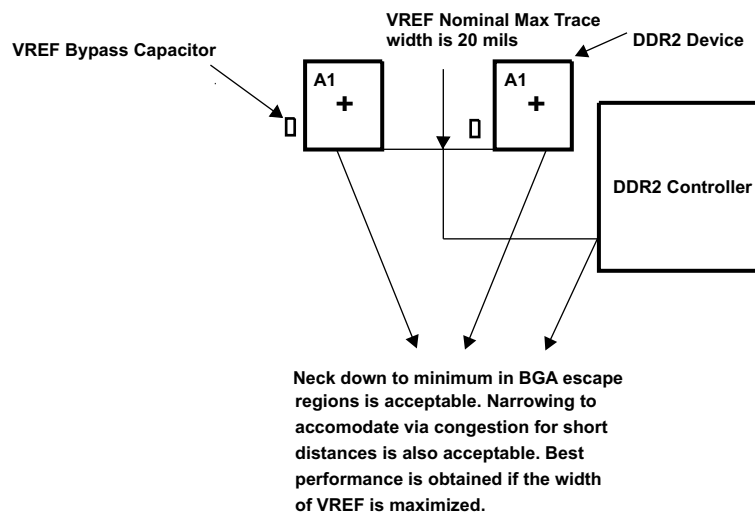 VREF Nominal Max Trace
width is 20 mils
VREF Bypass Capacitor
DDR2 Device
A1
A1
DDR2 Controller
Neck down to minimum in BGA escape
regions is acceptable. Narrowing to
accomodate via congestion for short
distances is also acceptable. Best
performance is obtained if the width
of VREF is maximized.